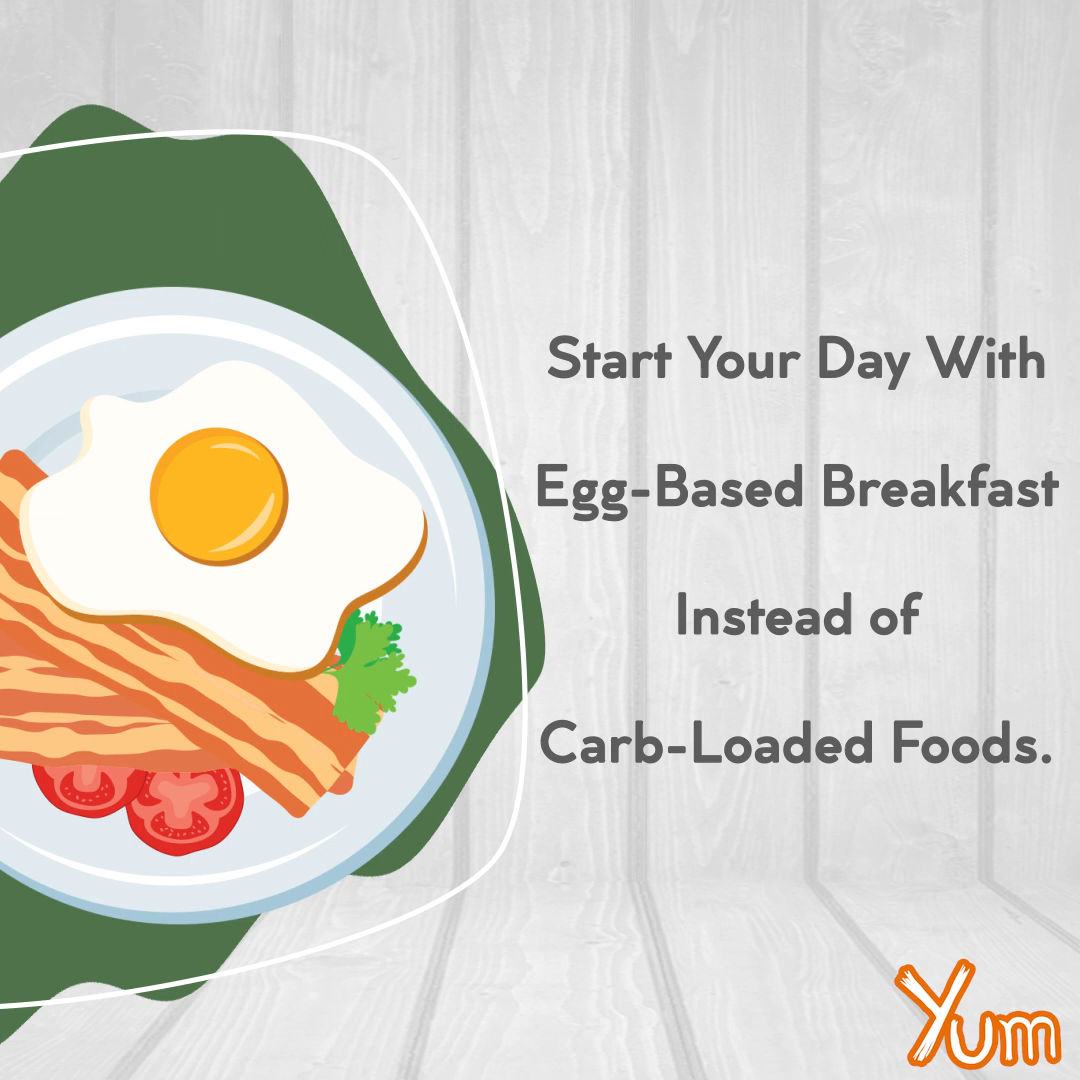 Start Your Day With
Egg-Based Breakfast
Instead of
Carb-Loaded Foods.
Yum